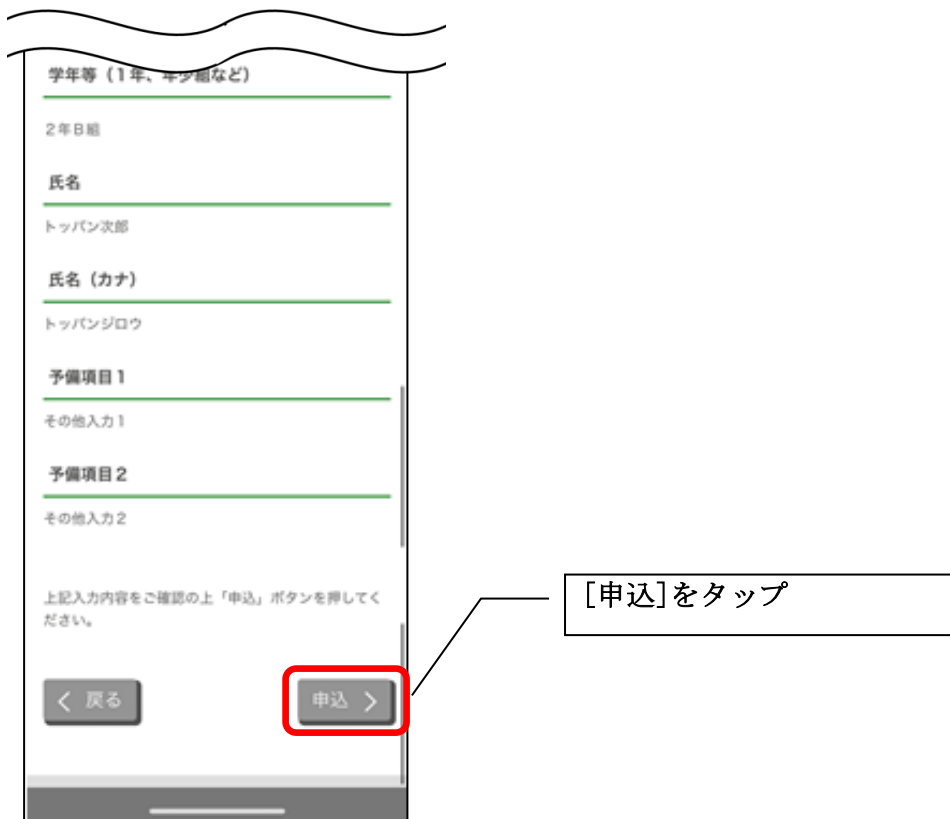 学年等（1年、年少組など）
2年B組
氏名
トッパン次郎
氏名（カナ）
トッパンジロウ
予備項目1
その他入力1
予備項目2
その他入力2
上記入力内容をご確認の上「申込」ボタンを押してく
ださい。
戻る
申込
[申込]をタップ